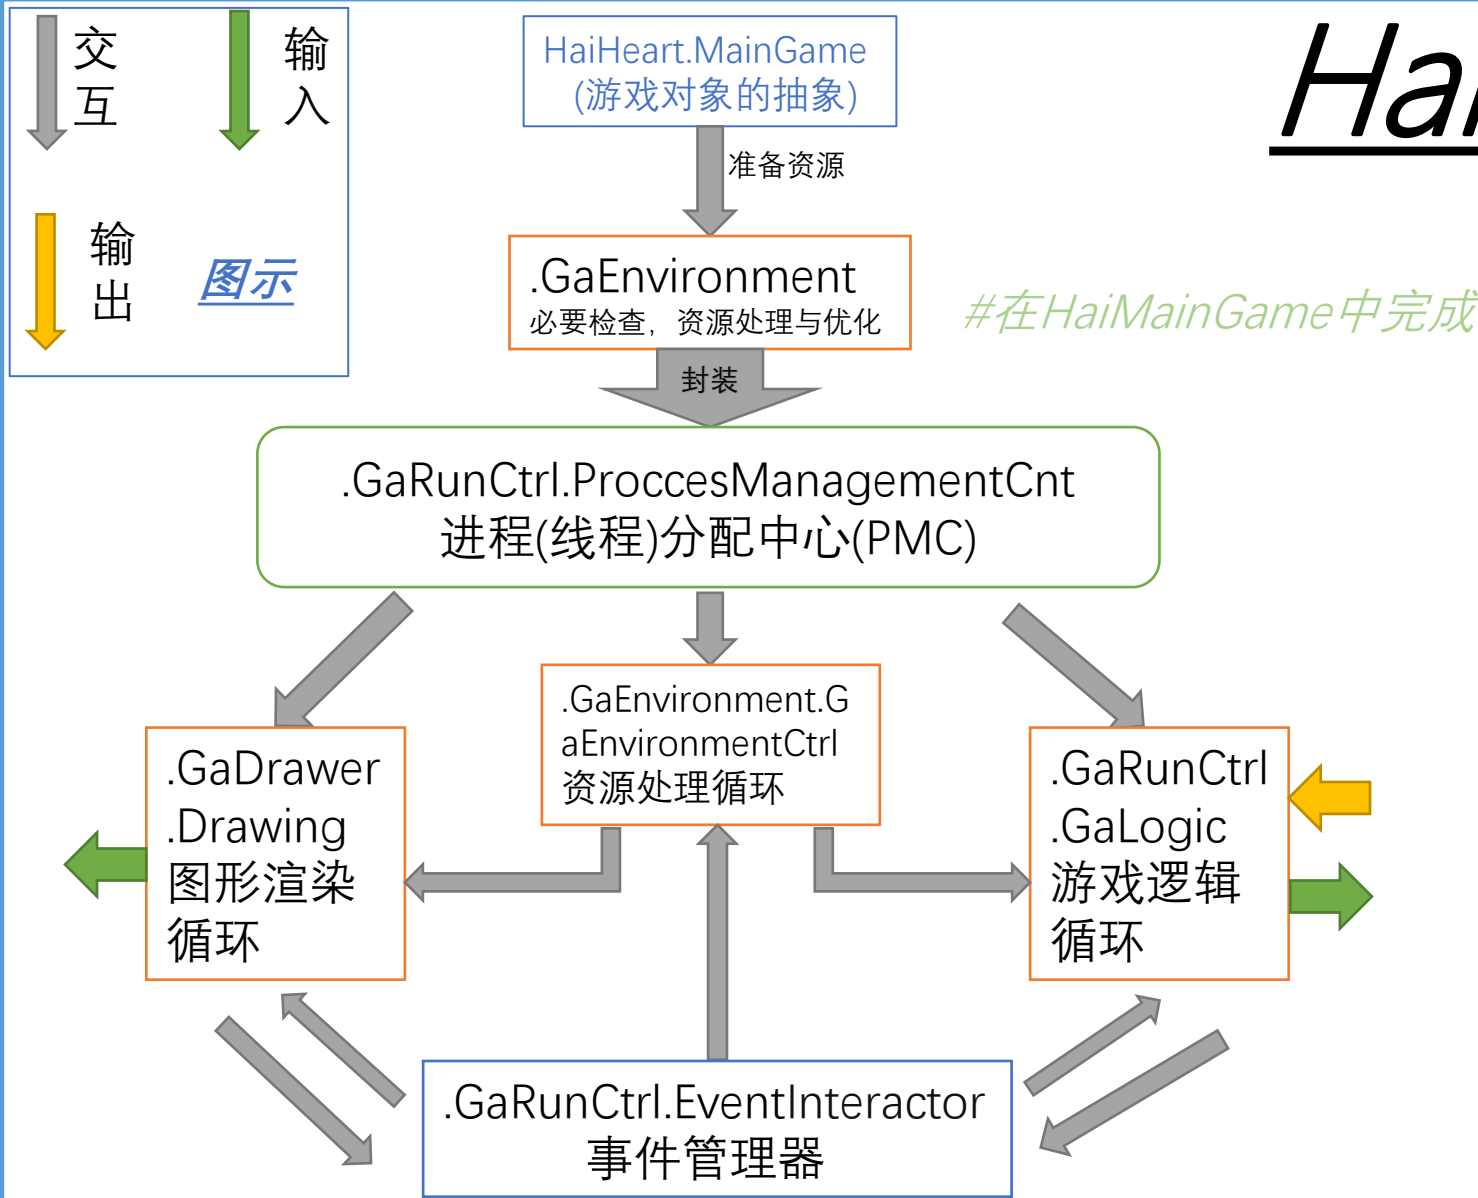 交
互
输
入
输
出
图示
HaiHeart.MainGame
(游戏对象的抽象)
准备资源
Hai
.GaEnvironment
必要检查，资源处理与优化
#在HaiMainGame中完成
封装
.GaRunCtrl.ProccesManagementCnt
进程(线程)分配中心(PMC)
.GaDrawer
.Drawing
图形渲染
循环
.GaEnvironment.G
aEnvironmentCtrl
资源处理循环
.GaRunCtrl
.GaLogic
游戏逻辑
循环
.GaRunCtrl.EventInteractor
事件管理器